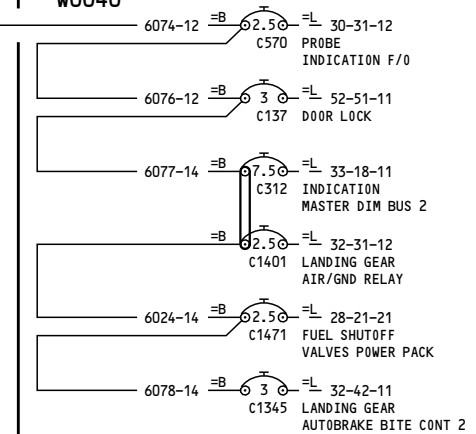 W0040
6074-12 =B 2.5 =L 30-31-12
C570 PROBE
INDICATION F/O
6076-12 =B 3 =L 52-51-11
C137 DOOR LOCK
6077-14 =B 7.5 =L 33-18-11
C312 INDICATION
MASTER DIM BUS 2
=B 2.5 =L 32-31-12
C1401 LANDING GEAR
AIR/GND RELAY
6024-14 =B 2.5 =L 28-21-21
C1471 FUEL SHUTOFF
VALVES POWER PACK
6078-14 =B 3 =L 32-42-11
C1345 LANDING GEAR
AUTOBRAKE BITE CONT 2